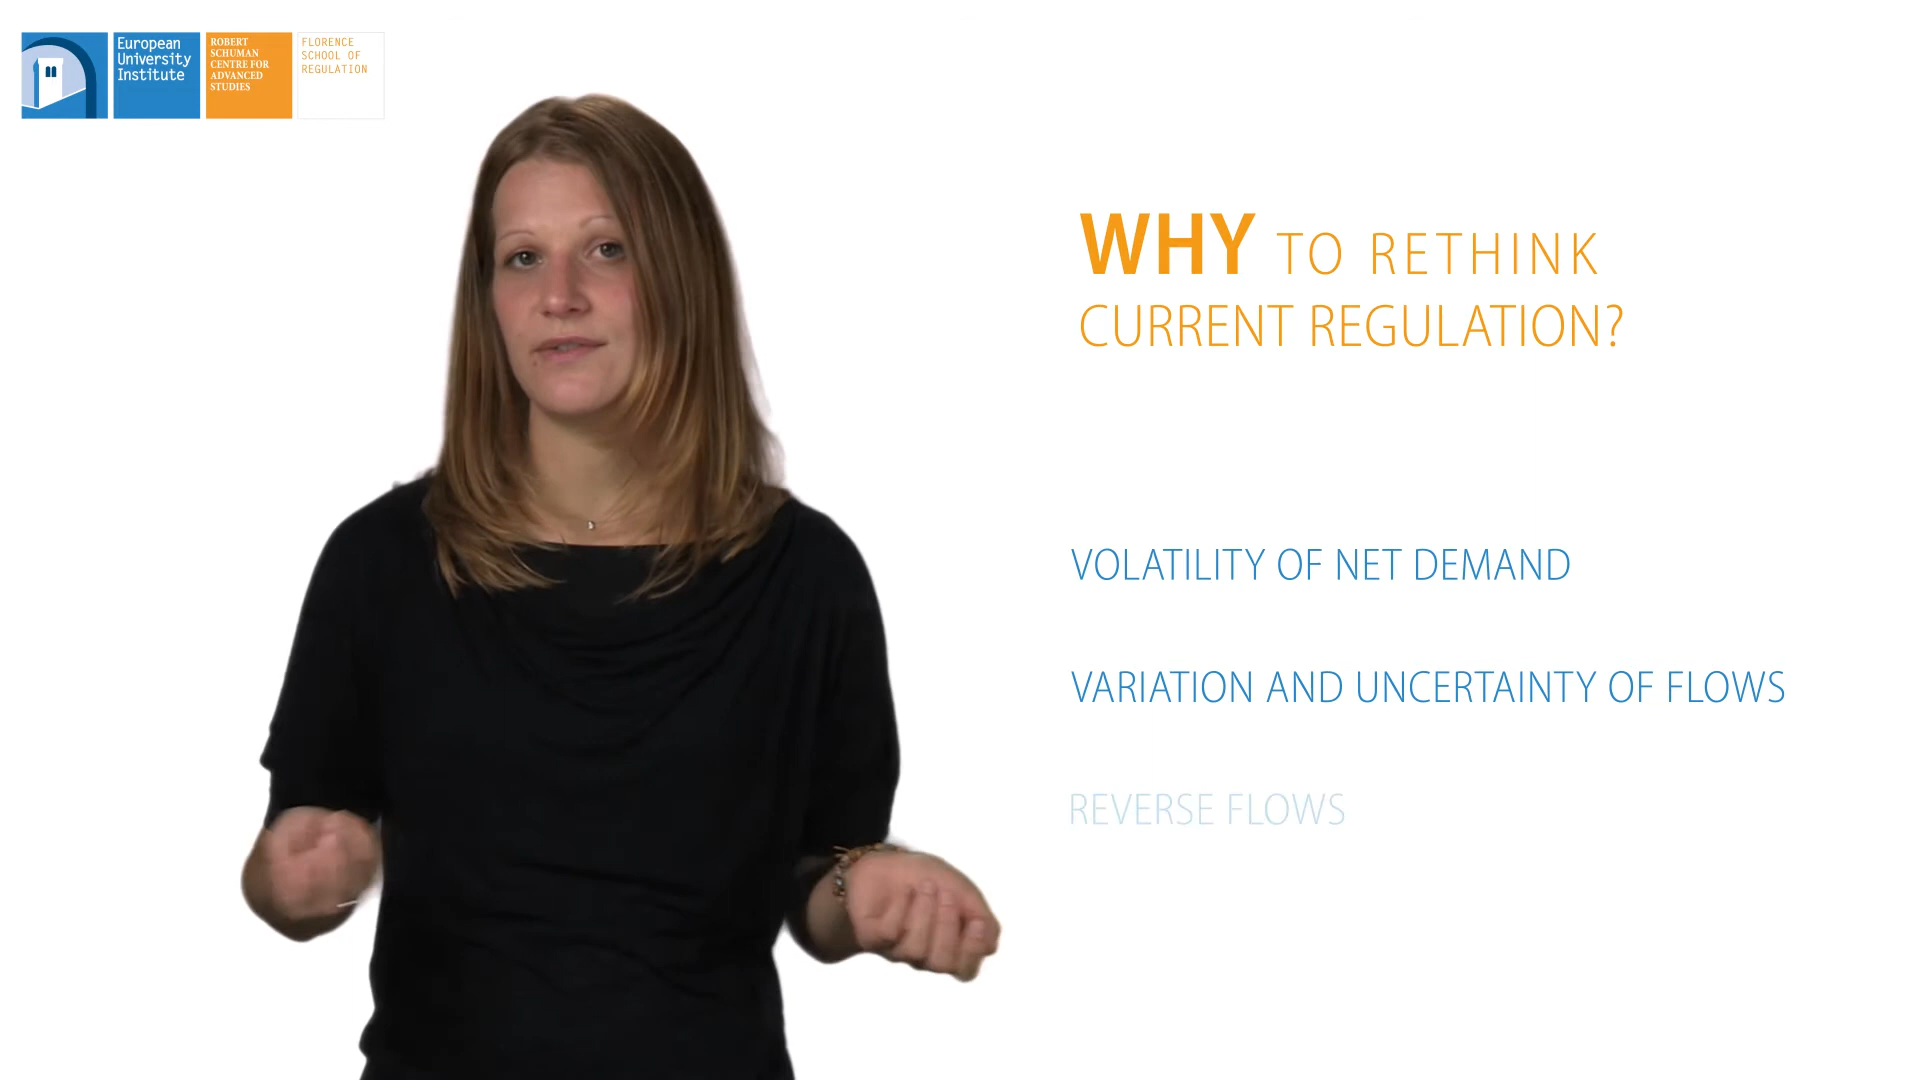 European
University
Institute
ROBERT
SCHUMAN
CENTRE FOR
ADVANCED
STUDIES
FLORENCE
SCHOOL OF
REGULATION
WHY TO RETHINK
CURRENT REGULATION?
VOLATILITY OF NET DEMAND
VARIATION AND UNCERTAINTY OF FLOWS
REVERSE FLOWS